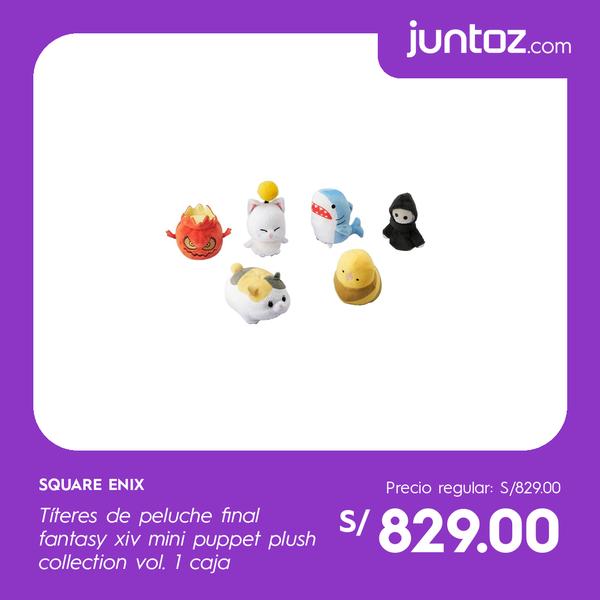 juntoz.com
SQUARE ENIX
Títeres de peluche final
fantasy xiv mini puppet plush
collection vol. 1 caja
Precio regular: S/829.00
S/ 829.00